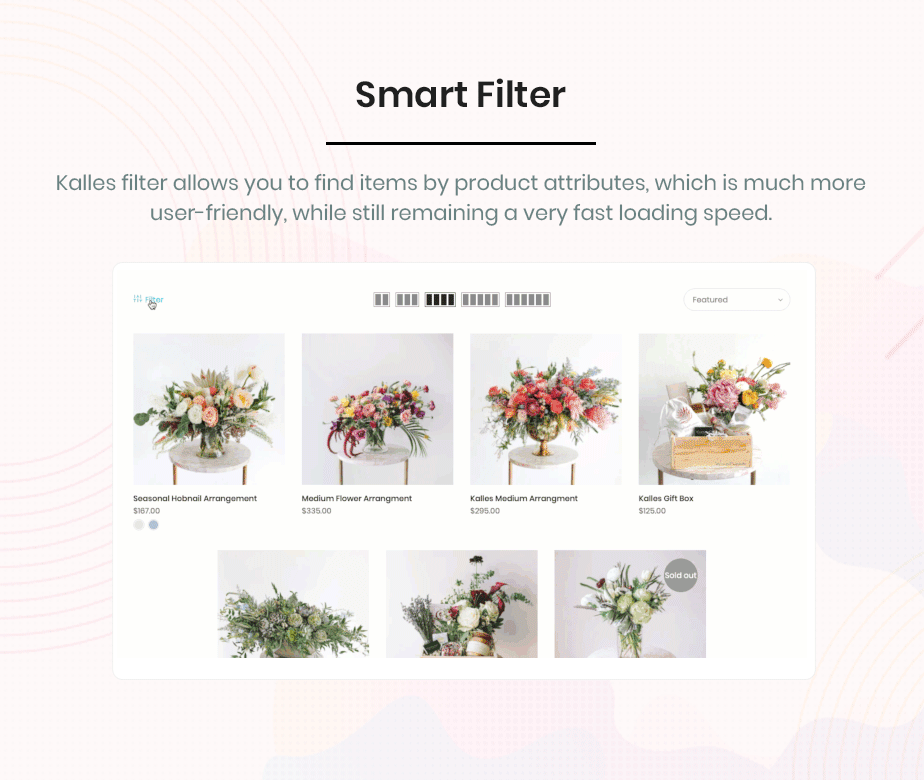 Smart Filter
Kalles filter allows you to find items by product attributes, which is much more
user-friendly, while still remaining a very fast loading speed.
Filter
Featured
Seasonal Hobnail Arrangement
$167.00
Medium Flower Arrangment
$335.00
Kalles Medium Arrangment
$295.00
Kalles Gift Box
$125.00
Sold out